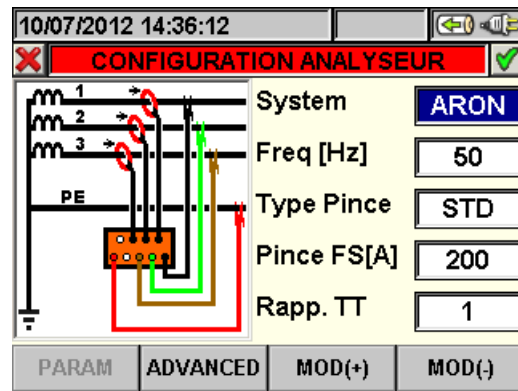 10/07/2012 14:36:12
CONFIGURATION ANALYSEUR
1
2
3
PE
System ARON
Freq [Hz] 50
Type Pince STD
Pince FS[A] 200
Rapp. TT 1
PARAM ADVANCED MOD(+) MOD(-)